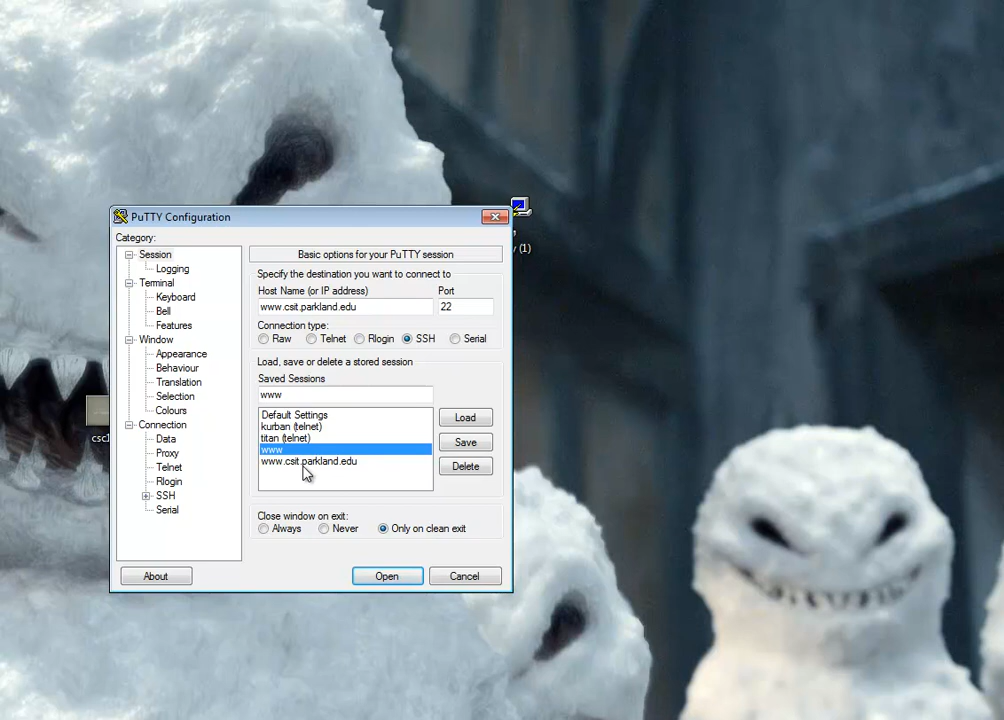 PuTTY Configuration
Category:
Session
Logging
Terminal
Keyboard
Bell
Features
Window
Appearance
Behaviour
Translation
Selection
Colours
Connection
Data
Proxy
Telnet
Rlogin
SSH
Serial
Basic options for your PuTTY session
Specify the destination you want to connect to
Host Name (or IP address) Port
www.csit.parkland.edu 22
Connection type:
Raw Telnet Rlogin SSH Serial
Load, save or delete a stored session
Saved Sessions
www
Default Settings
kurban (telnet)
titan (telnet)
www
www.csit.parkland.edu
Load
Save
Delete
Close window on exit:
Always Never Only on clean exit
About Open Cancel
(1)